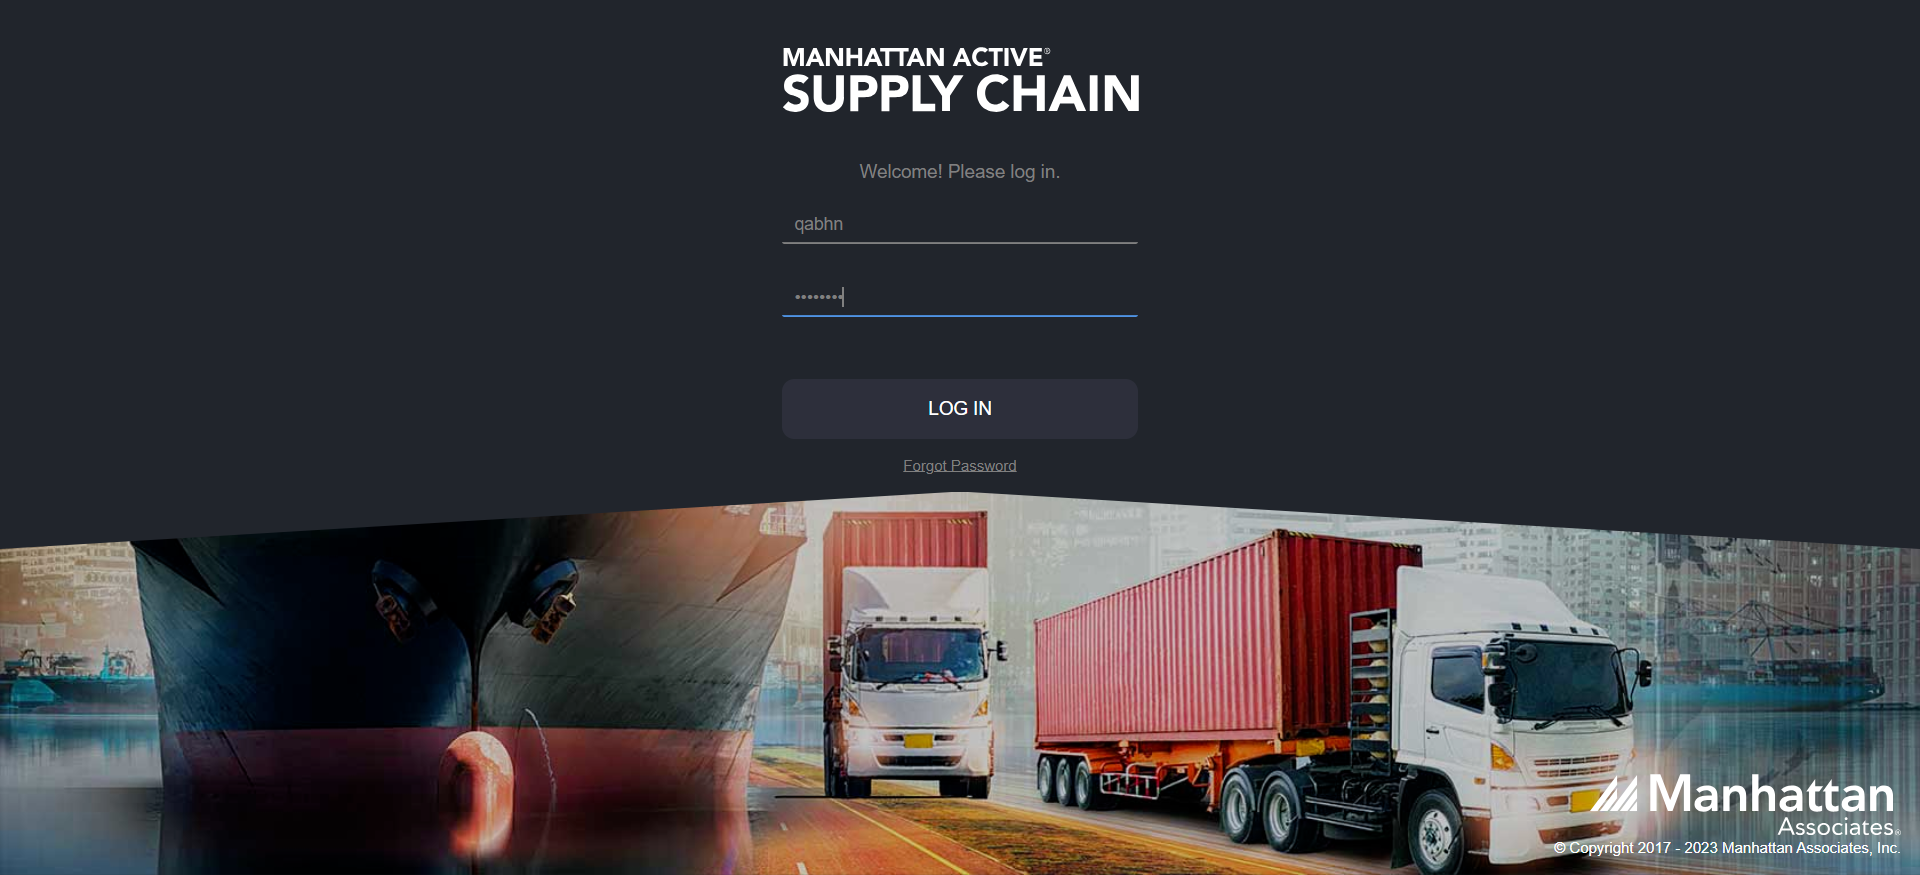 MANHATTAN ACTIVE®
SUPPLY CHAIN
Welcome! Please log in.
qabhn
••••••••
LOG IN
Forgot Password
Manhattan
Associates®
© Copyright 2017 - 2023 Manhattan Associates, Inc.